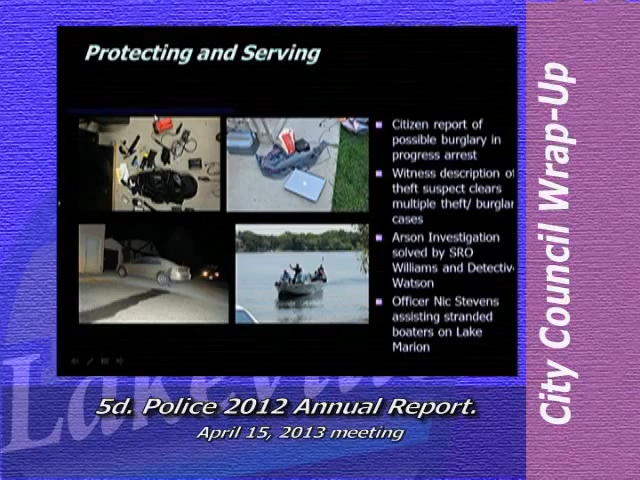 Protecting and Serving
Citizen report of
possible burglary in
progress arrest
Witness description of
theft suspect clears
multiple theft/ burglar
cases
Arson Investigation
solved by SRO
Williams and Detectiv
Watson
Officer Nic Stevens
assisting stranded
boaters on Lake
Marion
City Council Wrap-Up
5d. Police 2012 Annual Report.
April 15, 2013 meeting